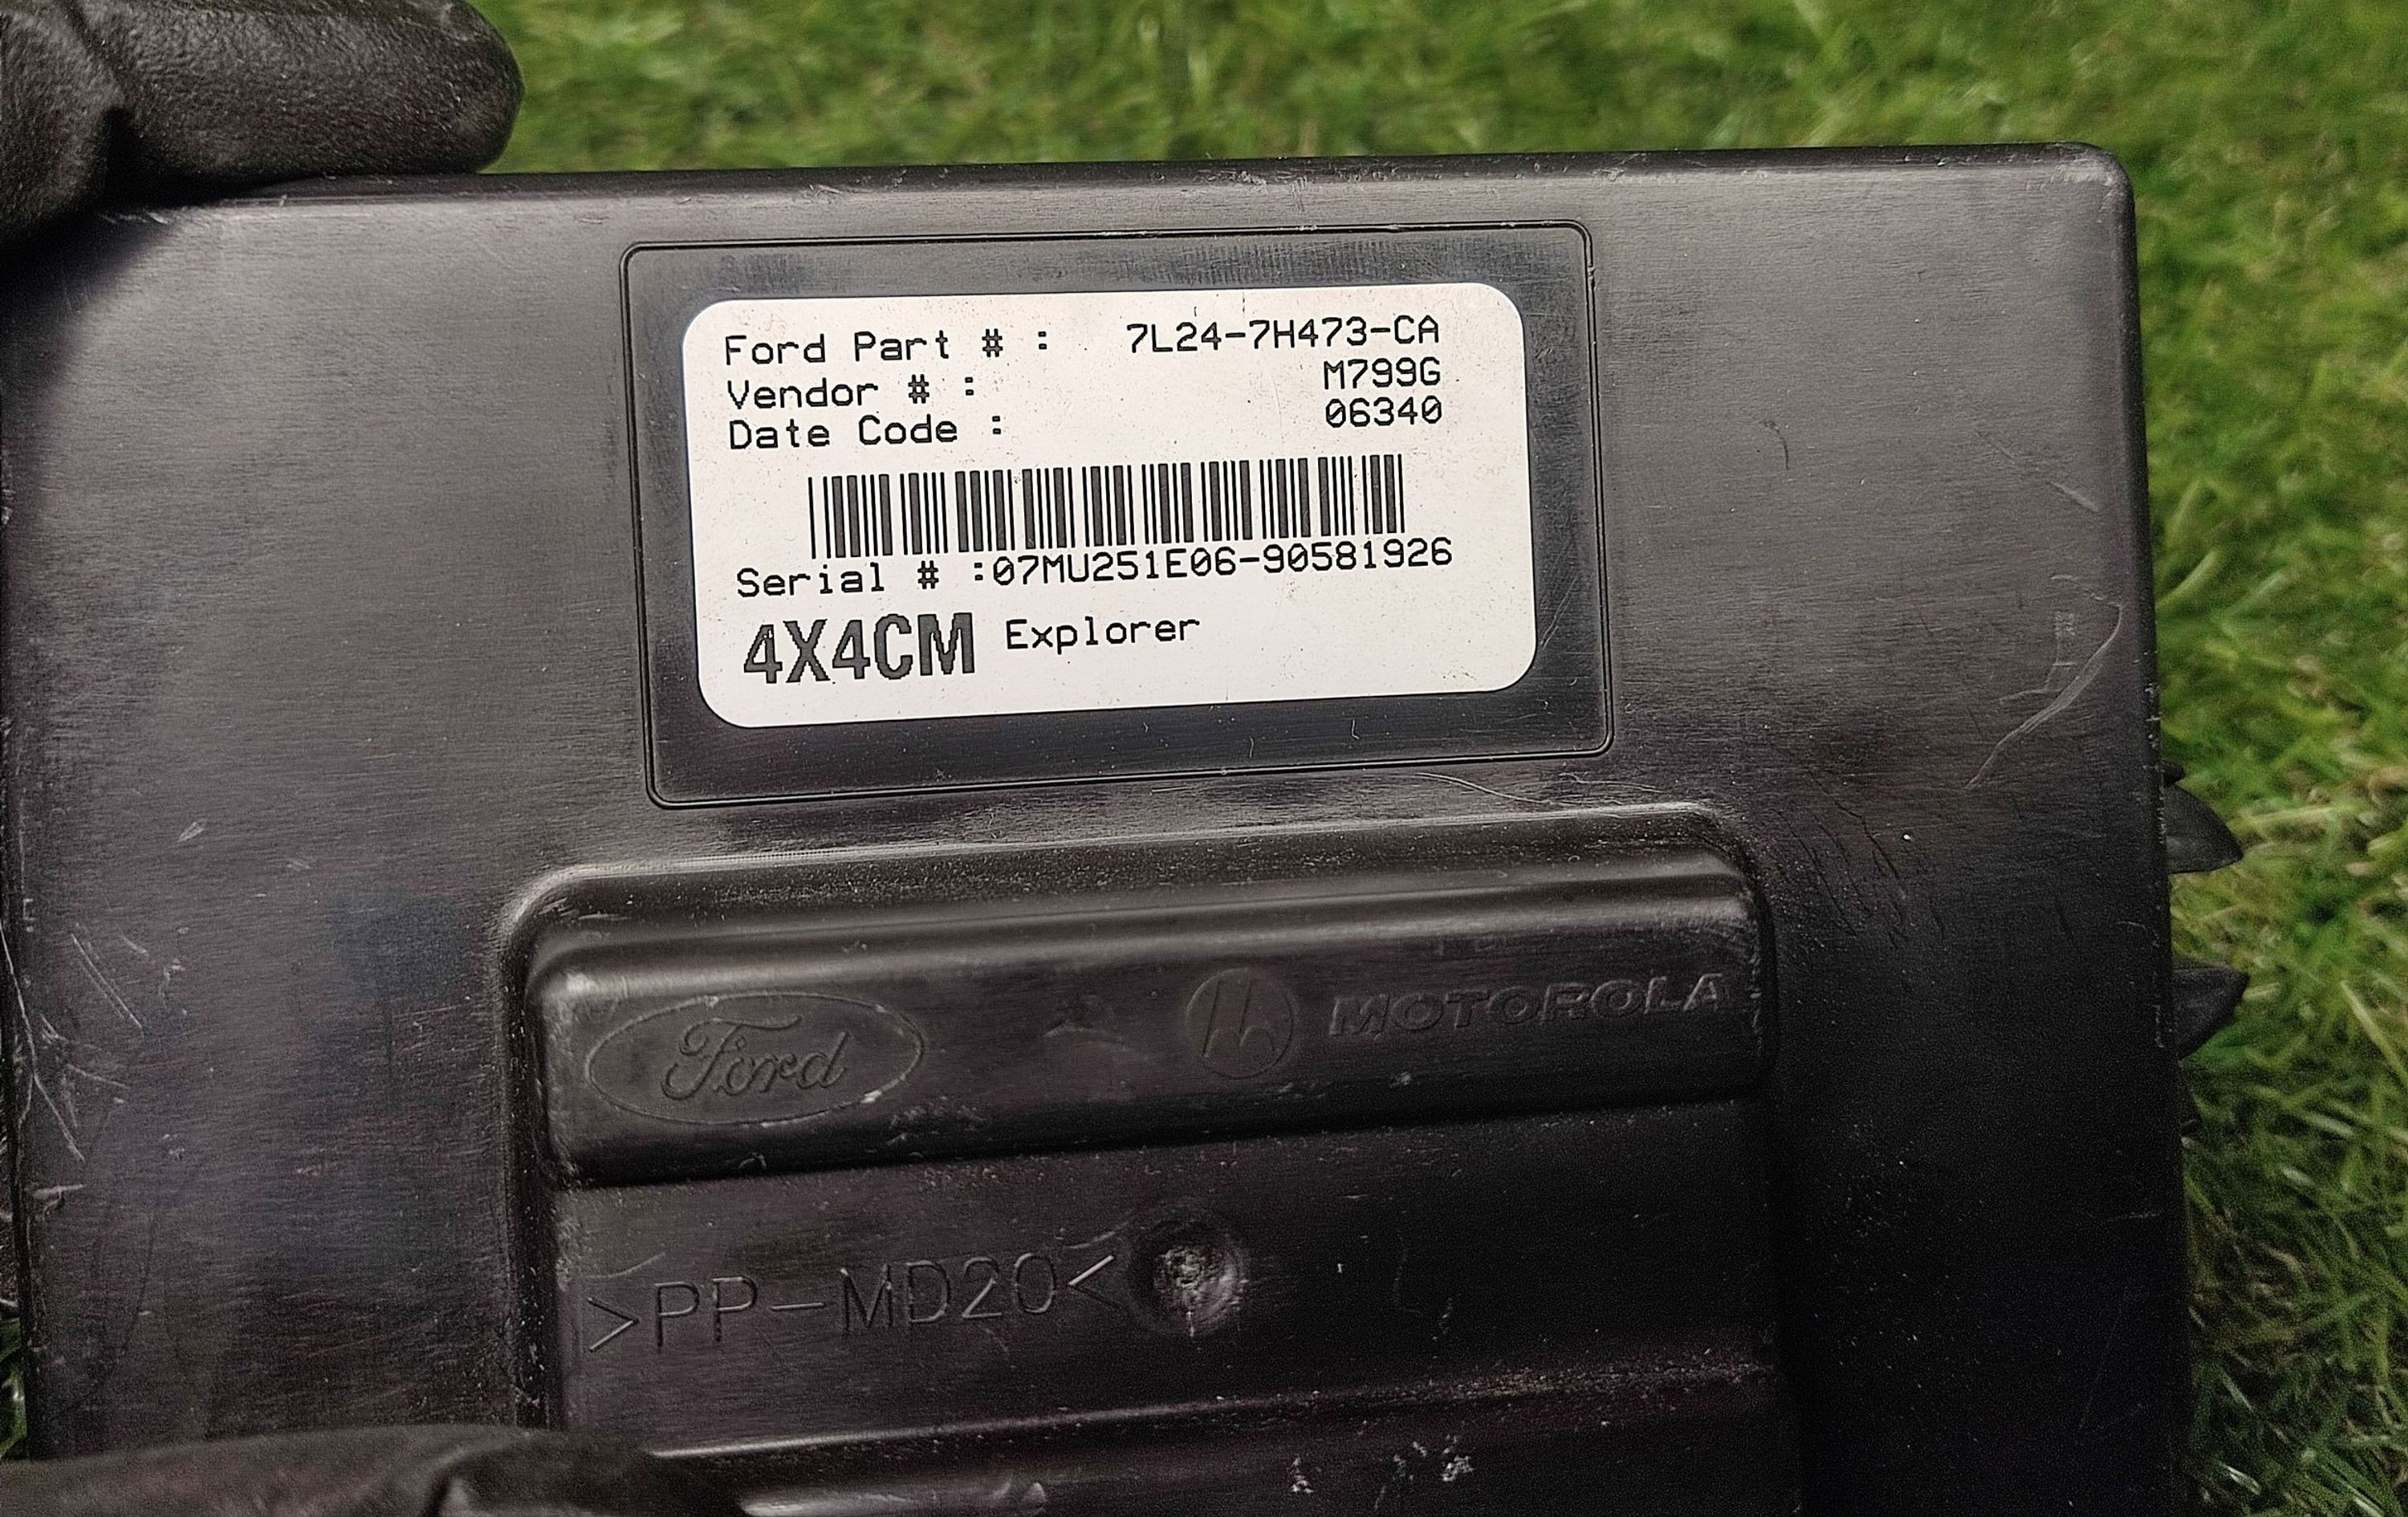 Ford Part # : 7L24-7H473-CA
Vendor # : M799G
Date Code : 06340
Serial # :07MU251E06-90581926
4X4CM Explorer
Ford MOTOROLA
>PP-MD20<